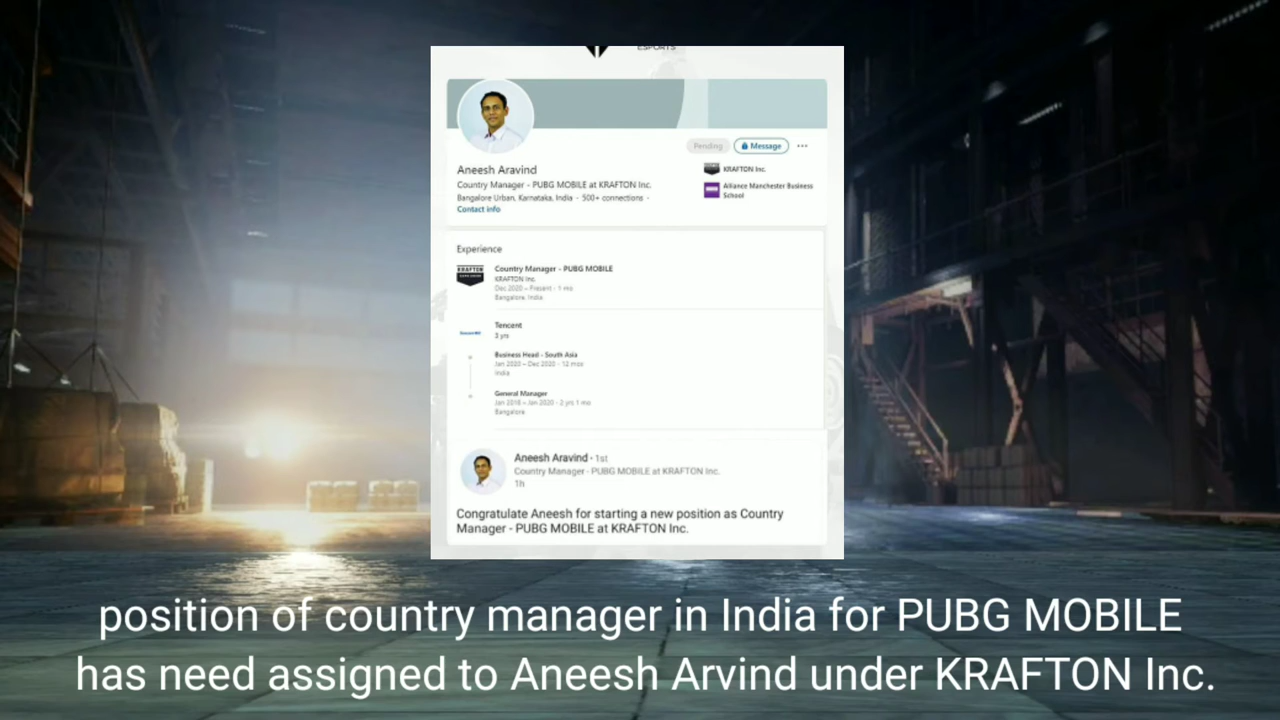 ESPORTS
Pending
Message
Aneesh Aravind
KRAFTON Inc.
Country Manager - PUBG MOBILE at KRAFTON Inc.
Alliance Manchester Business
School
Bangalore Urban, Karnataka, India · 500+ connections ·
Contact info
Experience
KRAFTON
Country Manager - PUBG MOBILE
KRAFTON Inc.
Dec 2020 – Present · 1 mo
Bangalore, India
Tencent
3 yrs
Business Head - South Asia
Jan 2020 – Dec 2020 · 12 mos
India
General Manager
Jan 2018 – Jan 2020 · 2 yrs 1 mo
Bangalore
Aneesh Aravind · 1st
Country Manager - PUBG MOBILE at KRAFTON Inc.
1h
Congratulate Aneesh for starting a new position as Country
Manager - PUBG MOBILE at KRAFTON Inc.
position of country manager in India for PUBG MOBILE
has need assigned to Aneesh Arvind under KRAFTON Inc.